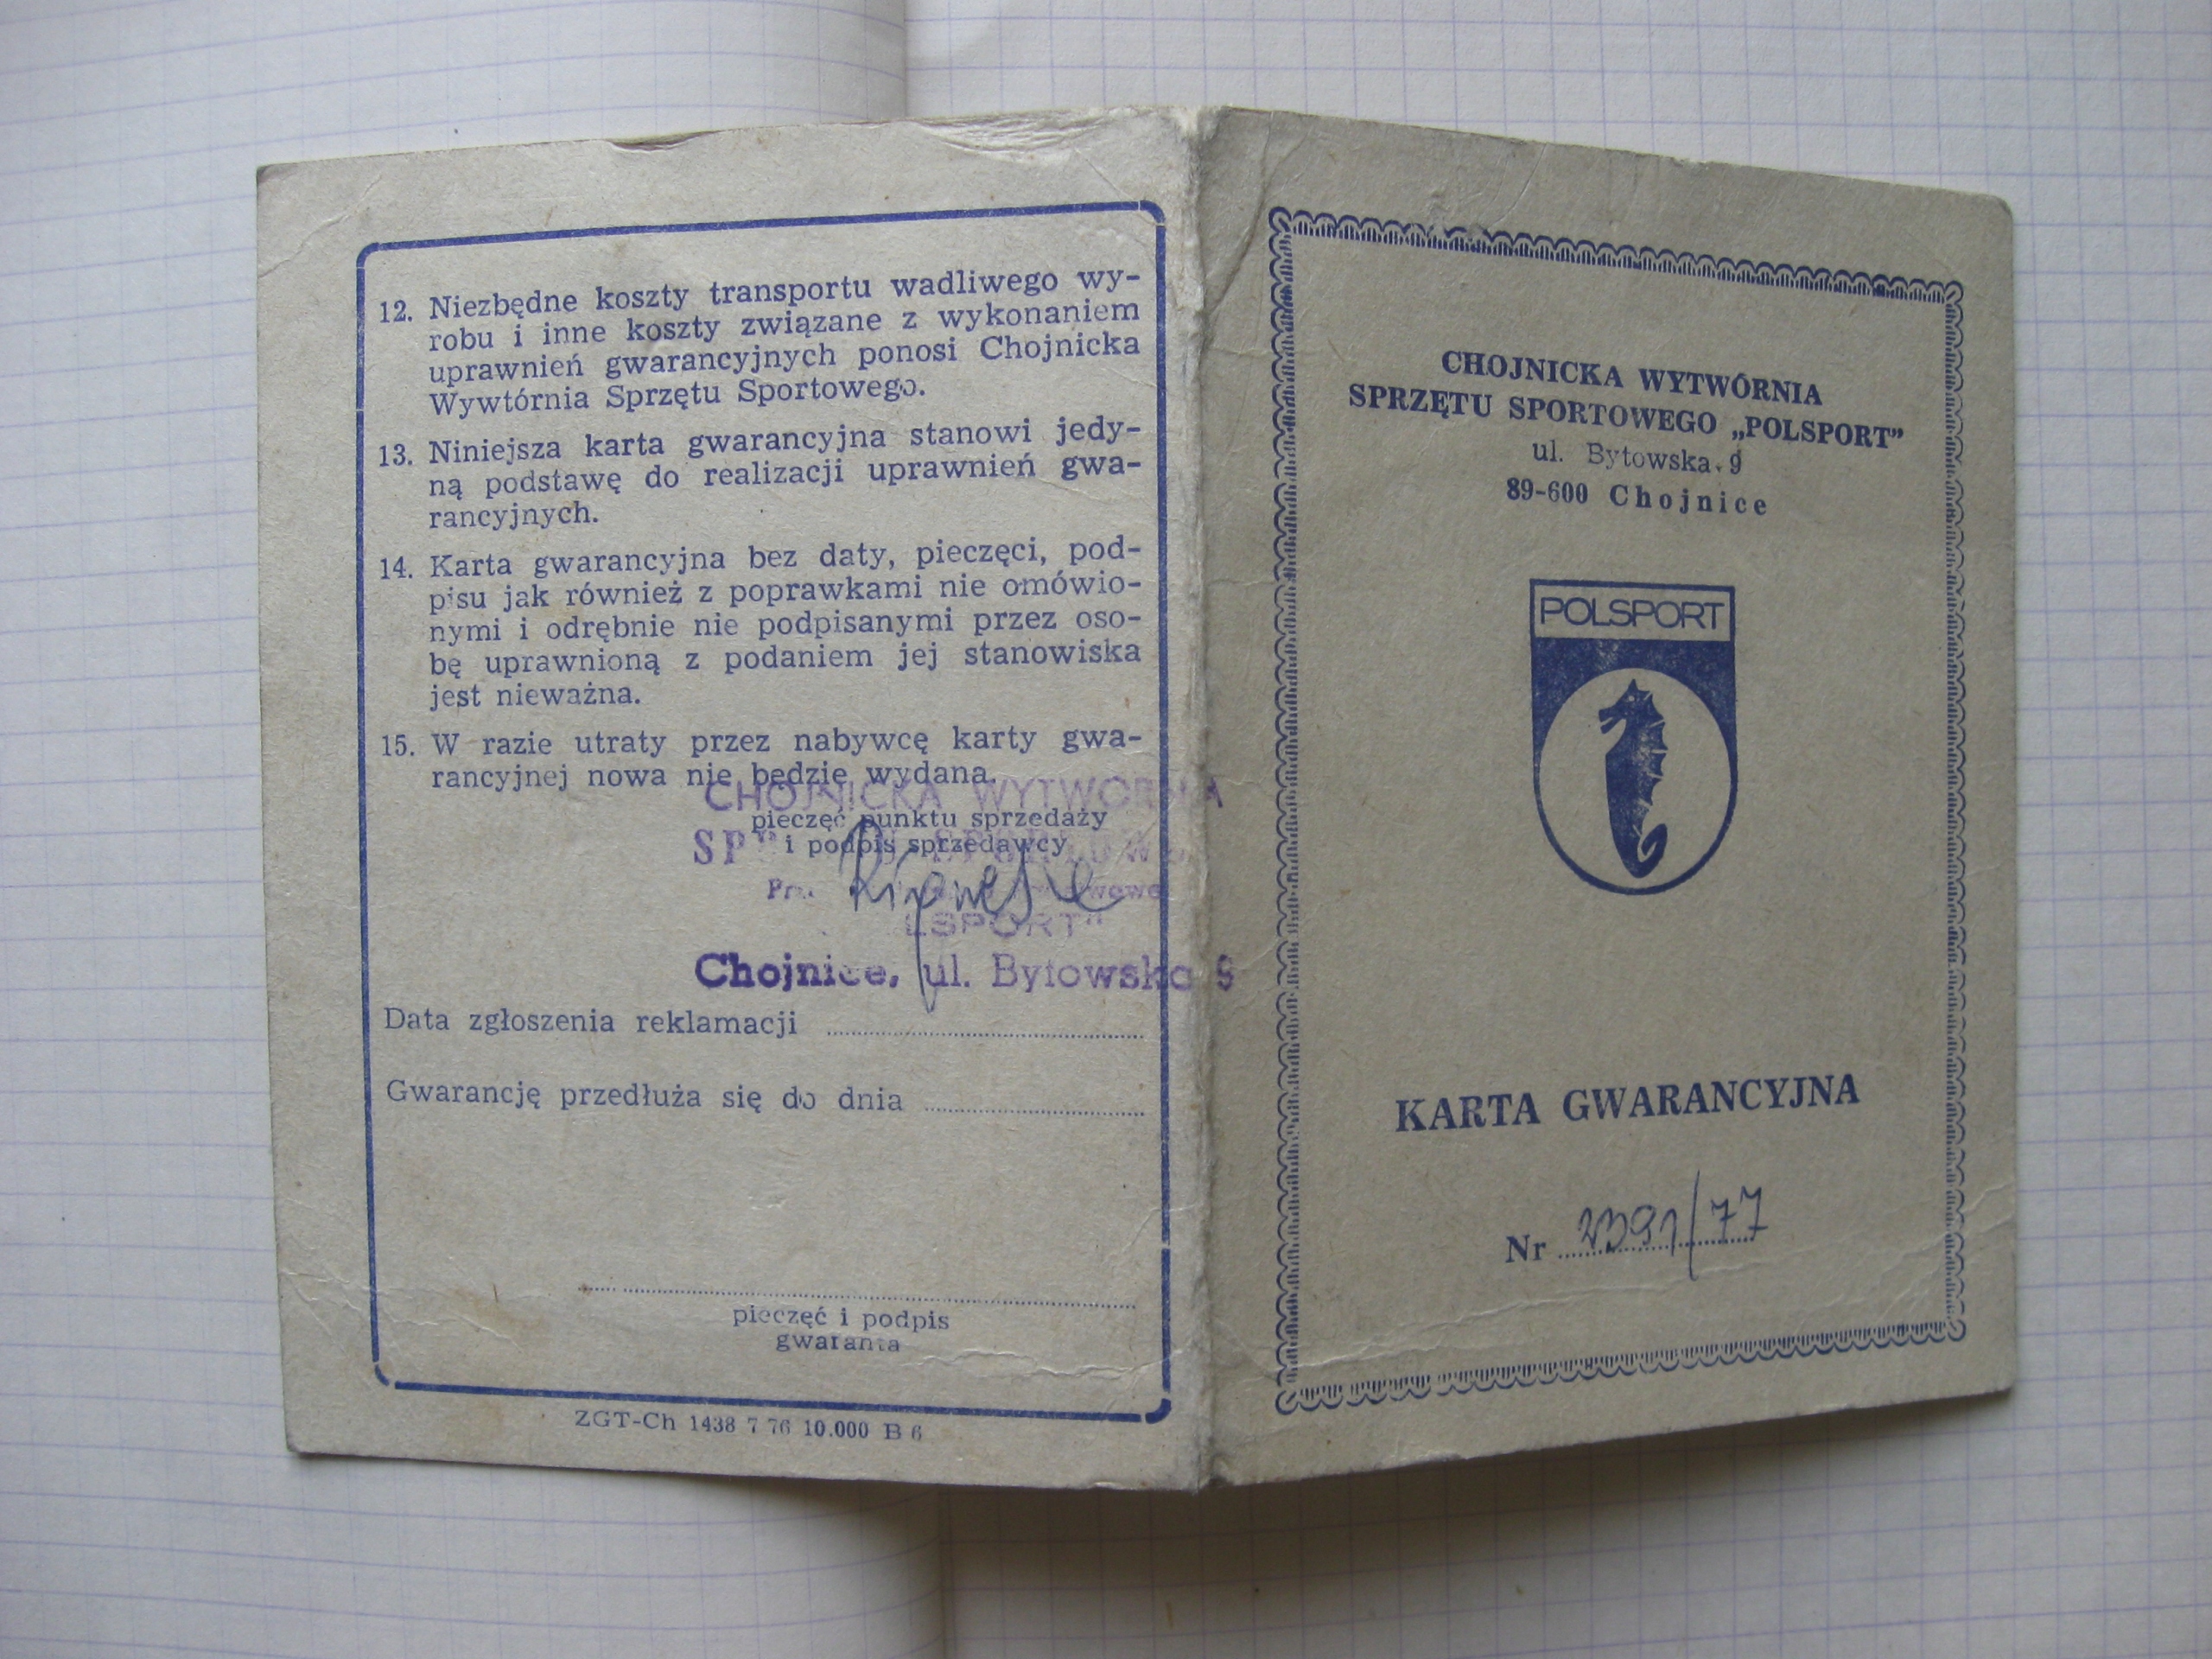 12. Niezbędne koszty transportu wadliwego wy-
robu i inne koszty związane z wykonaniem
uprawnień gwarancyjnych ponosi Chojnicka
Wywtórnia Sprzętu Sportowego.
13. Niniejsza karta gwarancyjna stanowi jedy-
ną podstawę do realizacji uprawnień gwa-
rancyjnych.
14. Karta gwarancyjna bez daty, pieczęci, pod-
pisu jak również z poprawkami nie omówio-
nymi i odrębnie nie podpisanymi przez oso-
bę uprawnioną z podaniem jej stanowiska
jest nieważna.
15. W razie utraty przez nabywcę karty gwa-
rancyjnej nowa nie będzie wydana.
CHOJNICKA WYTWÓRNIA
pieczęć punktu sprzedaży
i podpis sprzedawcy
Chojnice, ul. Bytowska 9
Data zgłoszenia reklamacji
Gwarancję przedłuża się do dnia
pieczęć i podpis
gwaranta
ZGT-Ch 1438 7 76 10.000 B 6
CHOJNICKA WYTWÓRNIA
SPRZĘTU SPORTOWEGO „POLSPORT”
ul. Bytowska 9
89-600 Chojnice
POLSPORT
KARTA GWARANCYJNA
Nr 2391/77